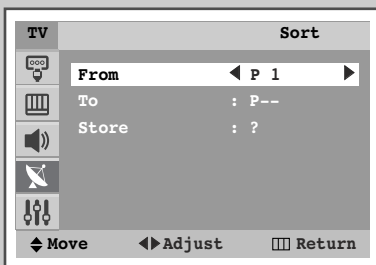 TV Sort
From ◀ P 1 ▶
To : P--
Store : ?
Move Adjust Return